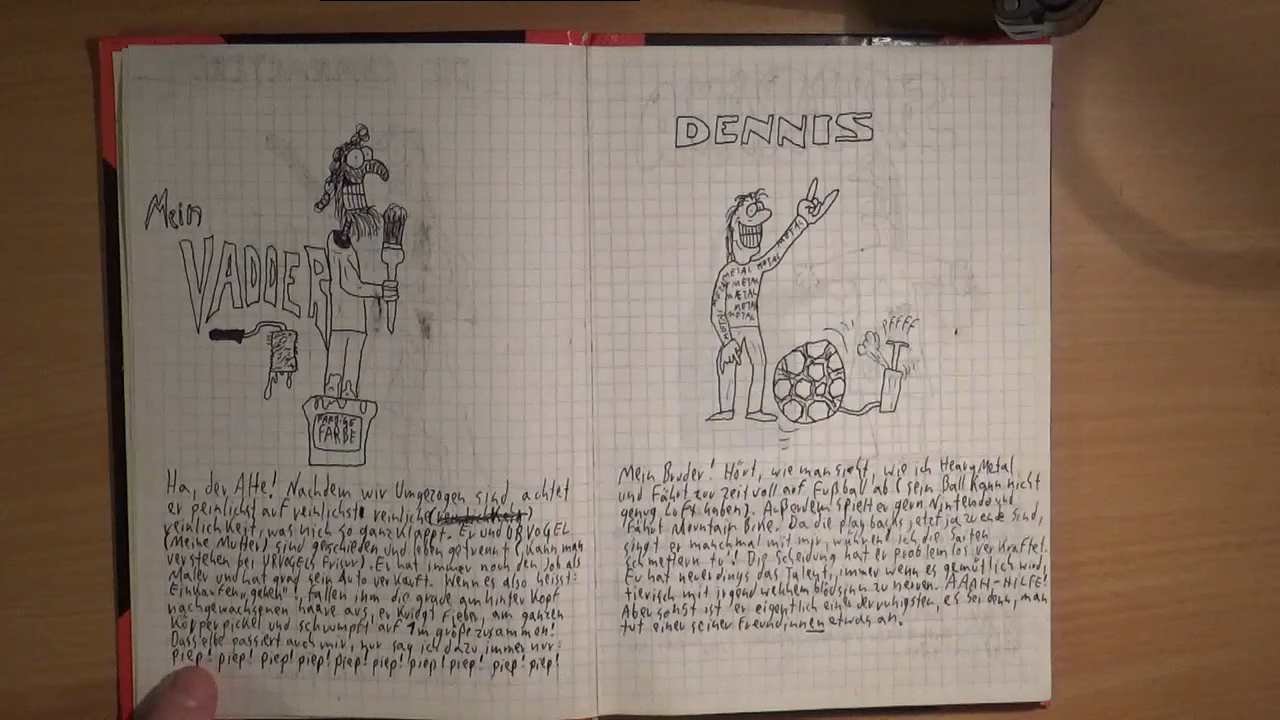 Mein
VADDER
FARBIGE
FARBE
Ha, der Alte! Nachdem wir Umgezogen sind, achtet
er peinlichst auf reinlichste reinliche
reinlichkeit, was nich so ganz klappt. Er und URVOGEL
(Meine Mutter) sind geschieden und leben getrennt (kann man
verstehen bei URVOGELs Frisur). Er hat immer noch den Job als
Maler und hat grad sein Auto verkauft. Wenn es also heisst:
Einkaufen "gehen"!, fallen ihm die grade am hinter Kopf
nachgewachsenen haare aus, er kridgt Fieber, am ganzen
Körper pickel und schrumpft auf 1m größe zusammen!
Dasselbe passiert auch mir, nur sag ich dazu immer nur:
piep! piep! piep! piep! piep! piep! piep! piep! piep! piep!
DENNIS
METAL METAL
METAL
METAL
METAL
METAL
METAL
PFFFF
Mein Bruder! Hört, wie man sieht, wie ich Heavy Metal
und Fährt zur zeit voll auf Fußball ab (sein Ball kann nicht
genug Luft haben). Außerdem spielt er gern Nintendo und
fährt Mountain Bike. Da die playbacks jetzt ja zuende sind,
singt er manchmal mit mir, während ich die Saiten
schmettern tu'! Die Scheidung hat er problemlos verkraftet.
Er hat neuerdings das Talent, immer wenn es gemütlich wird,
tierisch mit irgend welchem blödsinn zu nerven. AAAH-HILFE!
Aber sonst ist er eigentlich einer der ruhigsten, es sei denn, man
tut einer seiner Freundinnen etwas an.